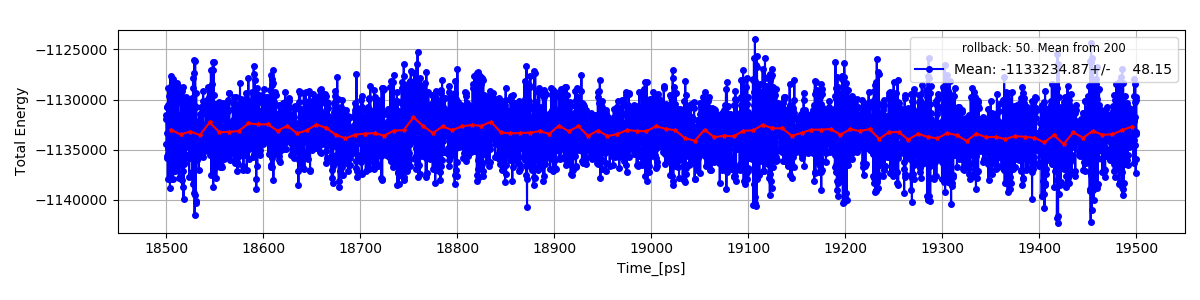 rollback: 50. Mean from 200
Mean: -1133234.87+/- 48.15
−1125000
−1130000
−1135000
−1140000
Total Energy
18500 18600 18700 18800 18900 19000 19100 19200 19300 19400 19500
Time_[ps]